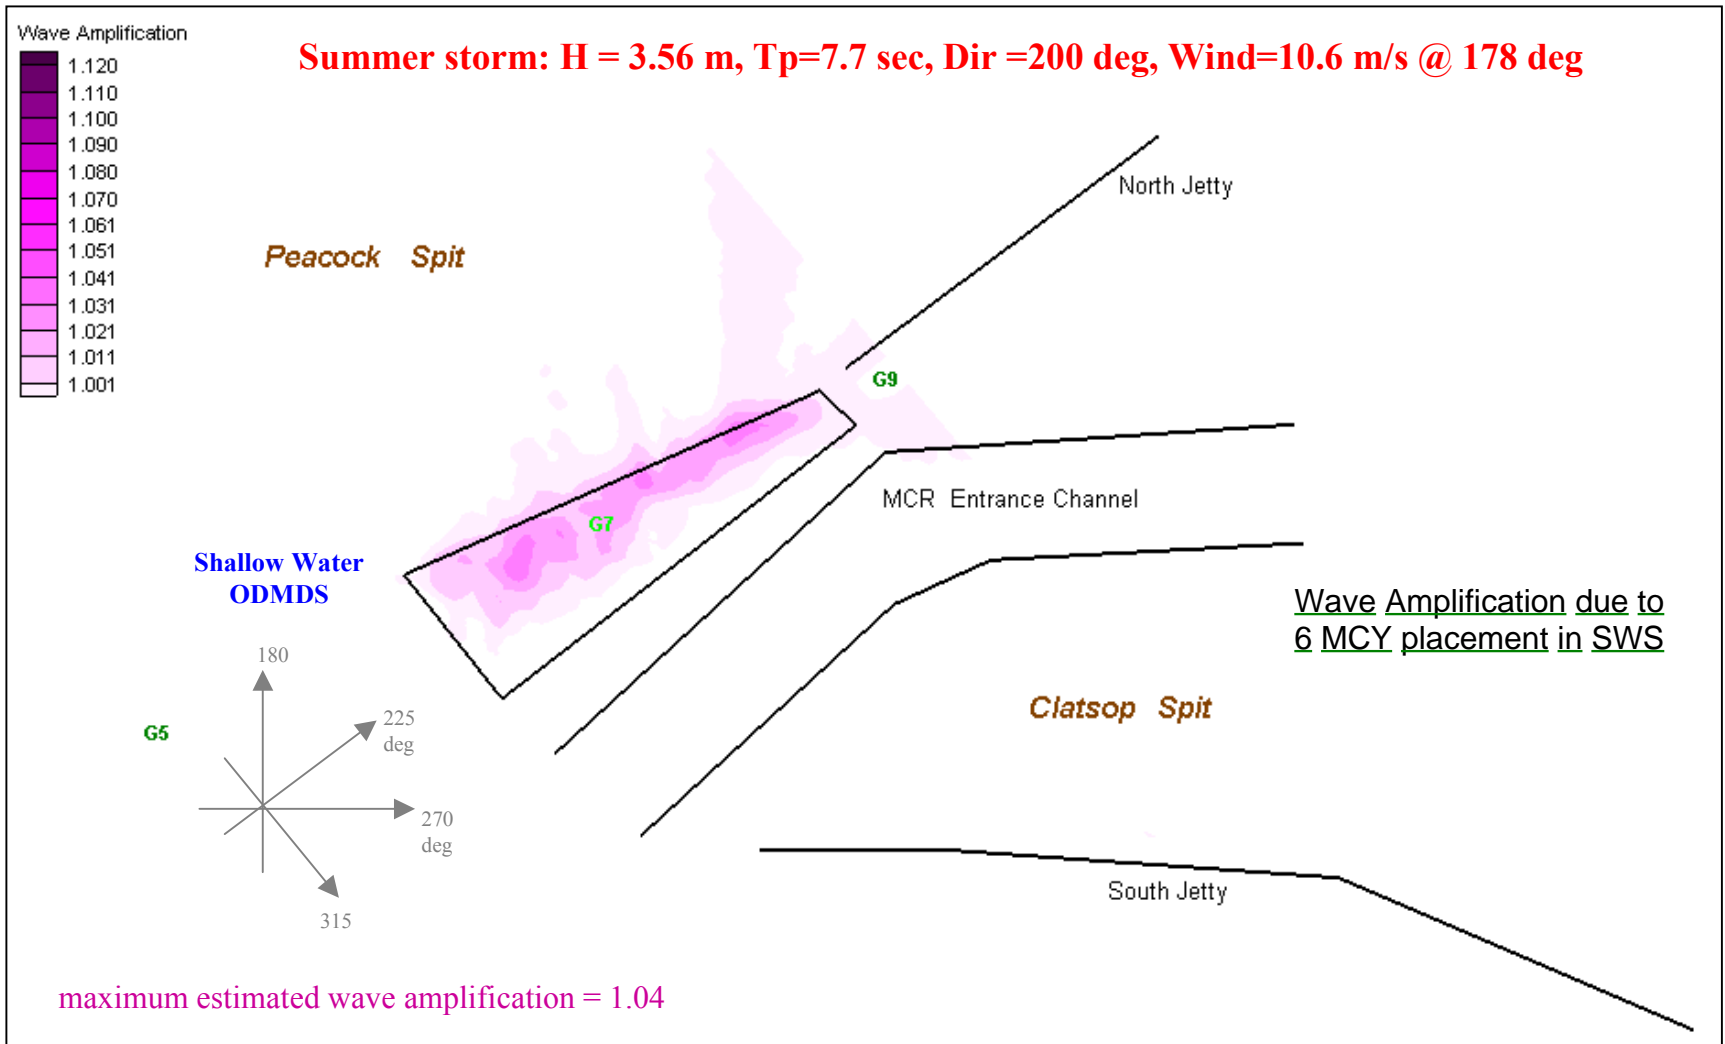 Wave Amplification
Summer storm: H = 3.56 m, Tp=7.7 sec, Dir =200 deg, Wind=10.6 m/s @ 178 deg
1.120
1.110
1.100
1.090
1.080
1.070
1.061
1.051
1.041
1.031
1.021
1.011
1.001
North Jetty
Peacock Spit
G9
MCR Entrance Channel
G7
Shallow Water
ODMDS
Wave Amplification due to
6 MCY placement in SWS
180
Clatsop Spit
225
deg
G5
270
deg
South Jetty
315
maximum estimated wave amplification = 1.04